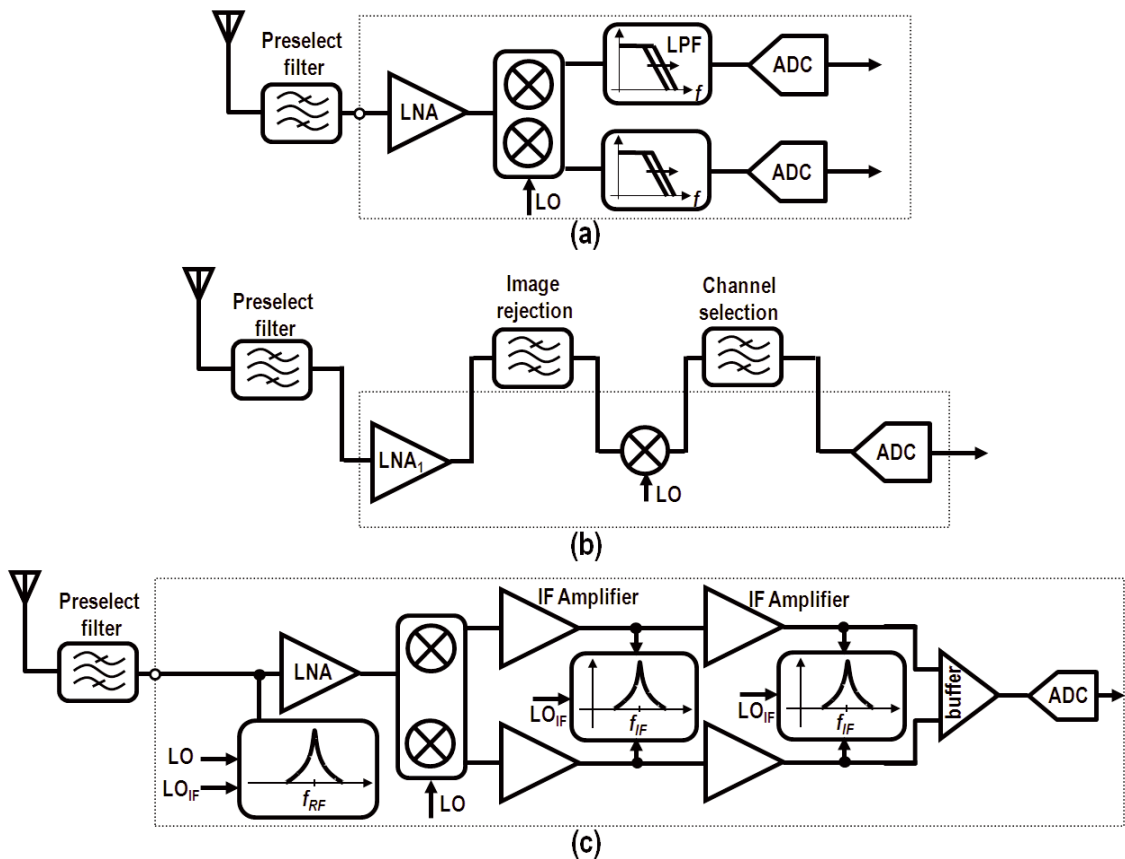 Preselect
filter
LNA
LO
LPF
f
ADC
f
ADC
(a)
Preselect
filter
Image
rejection
Channel
selection
LNA1
LO
ADC
(b)
Preselect
filter
LNA
LO
LOIF
fRF
LO
IF Amplifier
LOIF
fIF
IF Amplifier
LOIF
fIF
buffer
ADC
(c)